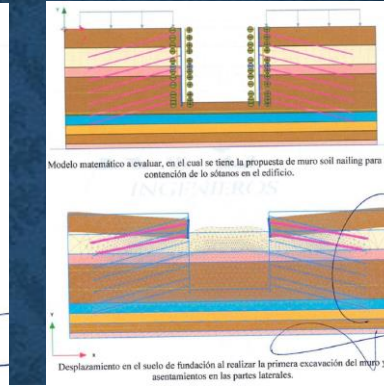 Modelo matemático a evaluar, en el cual se tiene la propuesta de muro soil nailing para
contención de lo sótanos en el edificio.
INGENIEROS
Desplazamiento en el suelo de fundación al realizar la primera excavación del muro y
asentamientos en las partes laterales.